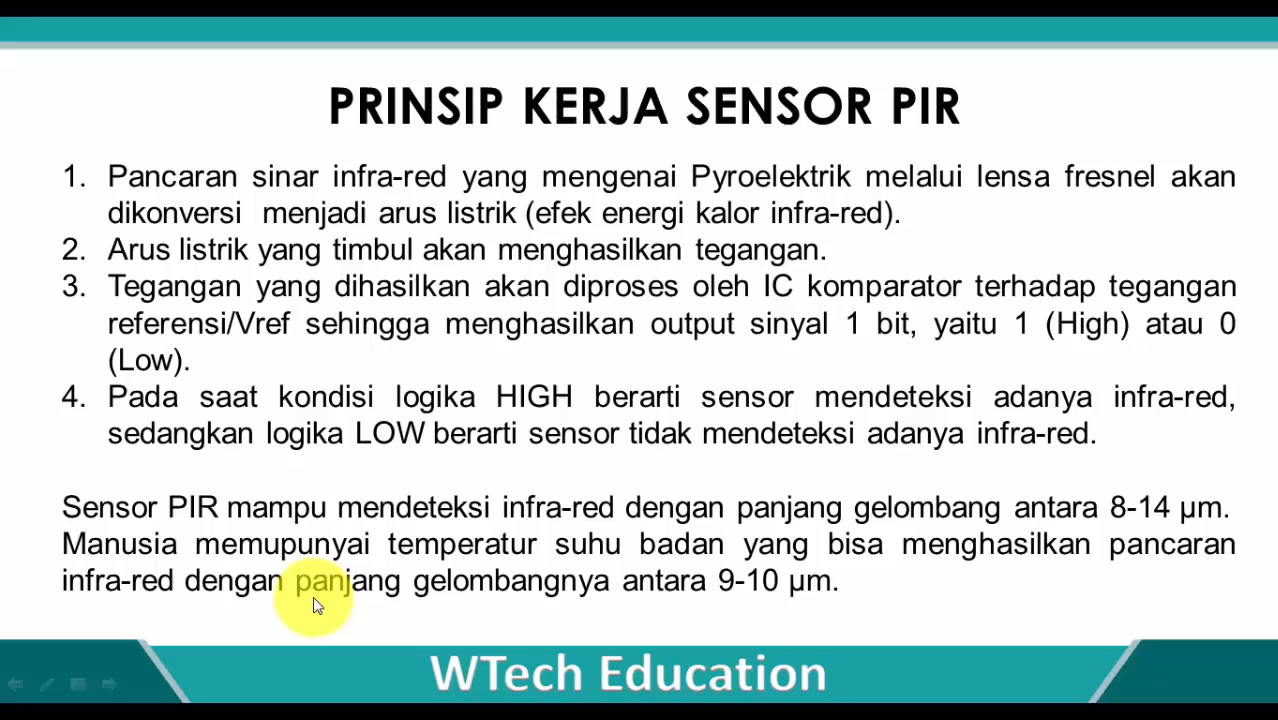 PRINSIP KERJA SENSOR PIR
1. Pancaran sinar infra-red yang mengenai Pyroelektrik melalui lensa fresnel akan
dikonversi menjadi arus listrik (efek energi kalor infra-red).
2. Arus listrik yang timbul akan menghasilkan tegangan.
3. Tegangan yang dihasilkan akan diproses oleh IC komparator terhadap tegangan
referensi/Vref sehingga menghasilkan output sinyal 1 bit, yaitu 1 (High) atau 0
(Low).
4. Pada saat kondisi logika HIGH berarti sensor mendeteksi adanya infra-red,
sedangkan logika LOW berarti sensor tidak mendeteksi adanya infra-red.
Sensor PIR mampu mendeteksi infra-red dengan panjang gelombang antara 8-14 µm.
Manusia memupunyai temperatur suhu badan yang bisa menghasilkan pancaran
infra-red dengan panjang gelombangnya antara 9-10 µm.
WTech Education